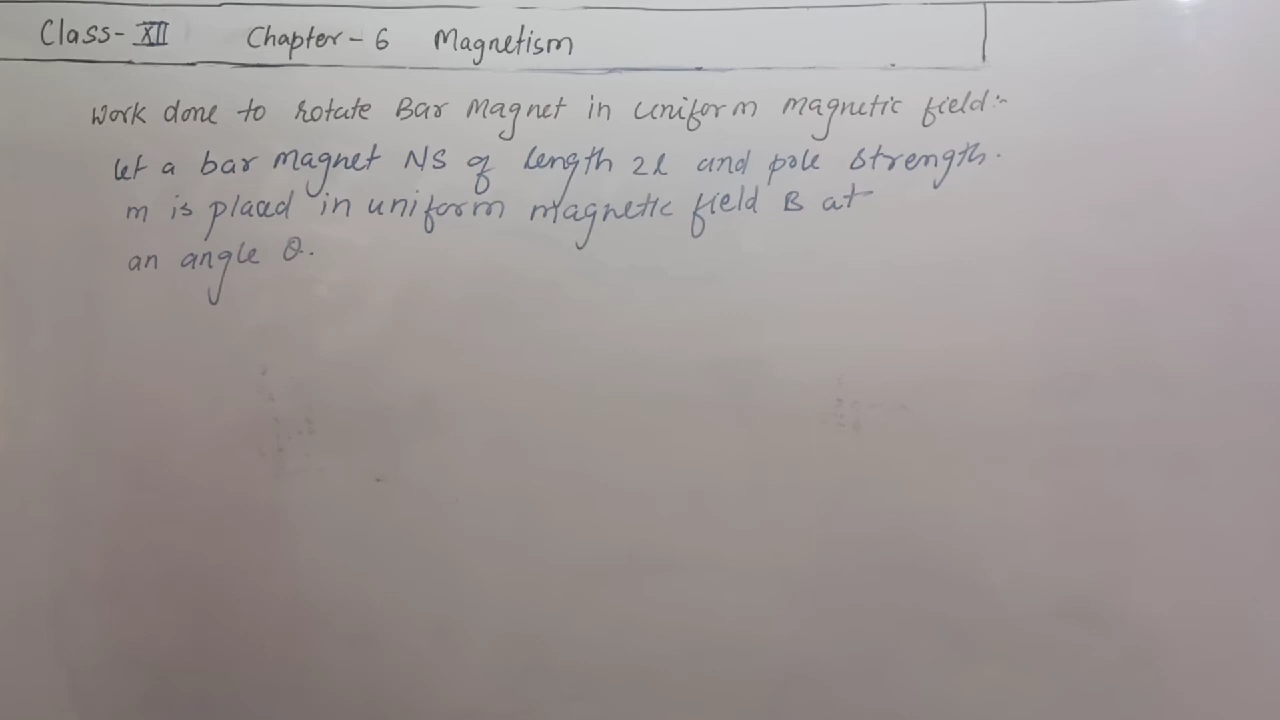 Class- XII Chapter - 6 Magnetism
Work done to rotate Bar Magnet in uniform magnetic field :-
let a bar magnet NS of length 2l and pole strength.
m is placed in uniform magnetic field B at
an angle θ.